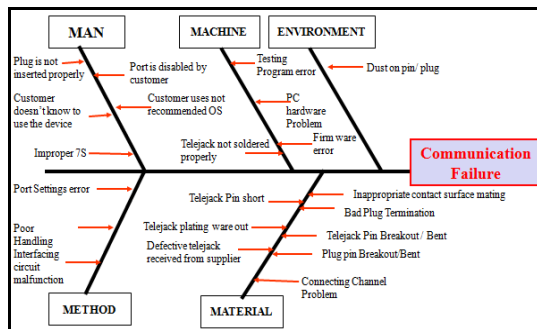 MAN
MACHINE
ENVIRONMENT
Plug is not
inserted properly
Port is disabled by
customer
Customer
doesn't know to
use the device
Customer uses not
recommended OS
Improper 7S
Testing
Program error
PC
hardware
Problem
Firm ware
error
Telejack not soldered
properly
Dust on pin/ plug
Communication
Failure
Port Settings error
Poor
Handling
Interfacing
circuit
malfunction
METHOD
Telejack Pin short
Inappropriate contact surface mating
Bad Plug Termination
Telejack plating ware out
Telejack Pin Breakout / Bent
Defective telejack
received from supplier
Plug pin Breakout/Bent
Connecting Channel
Problem
MATERIAL